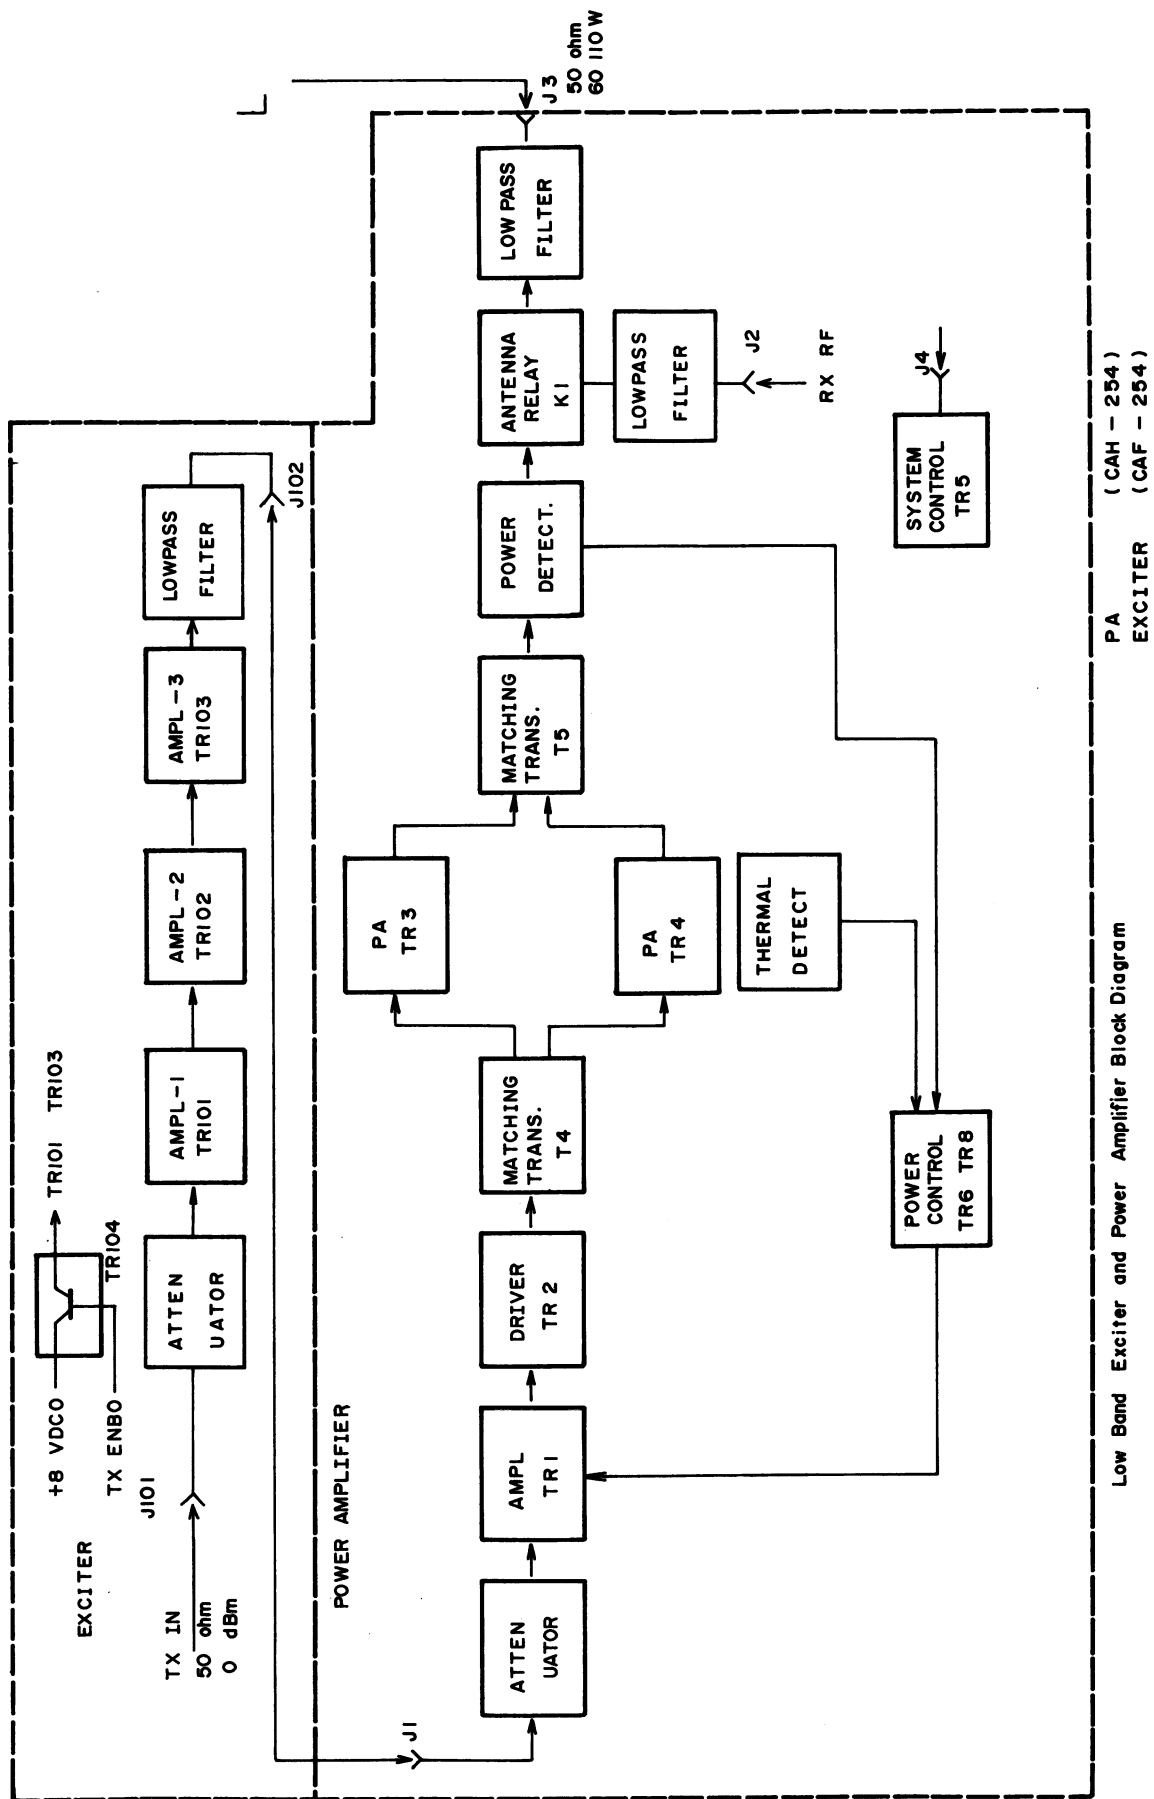 EXCITER
+8 VDCO
TX ENBO
TR104
TR101 TR103
TX IN
50 ohm
0 dBm
J101
ATTEN
UATOR
AMPL-1
TR101
AMPL-2
TR102
AMPL-3
TR103
LOWPASS
FILTER
J102
POWER AMPLIFIER
J1
ATTEN
UATOR
AMPL
TR1
DRIVER
TR2
MATCHING
TRANS.
T4
PA
TR3
PA
TR4
MATCHING
TRANS.
T5
POWER
DETECT.
ANTENNA
RELAY
K1
LOW PASS
FILTER
J3
50 ohm
60 110W
LOWPASS
FILTER
J2
RX RF
THERMAL
DETECT
POWER
CONTROL
TR6 TR8
SYSTEM
CONTROL
TR5
J4
PA (CAH-254)
EXCITER (CAF-254)
Low Band Exciter and Power Amplifier Block Diagram